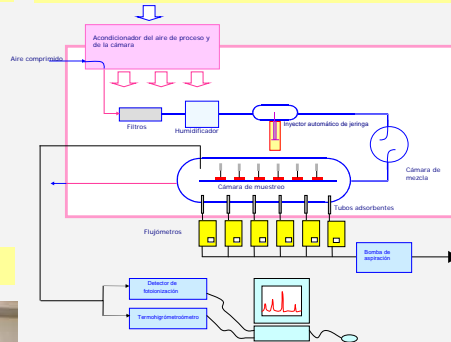 Acondicionador del aire de proceso y
de la cámara
Aire comprimido
Filtros
Humidificador
Inyector automático de jeringa
Cámara de
mezcla
Cámara de muestreo
Tubos adsorbentes
Flujómetros
Bomba de
aspiración
Detector de
fotoionización
Termohigrómetroómetro